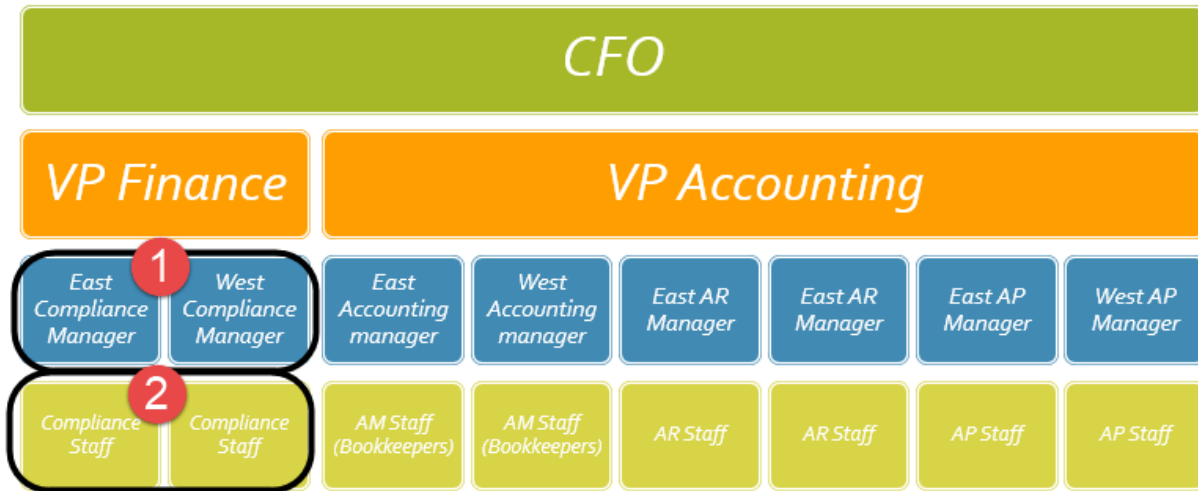 CFO
VP Finance
VP Accounting
1
East
Compliance
Manager
West
Compliance
Manager
East
Accounting
manager
West
Accounting
manager
East AR
Manager
East AR
Manager
East AP
Manager
West AP
Manager
2
Compliance
Staff
Compliance
Staff
AM Staff
(Bookkeepers)
AM Staff
(Bookkeepers)
AR Staff
AR Staff
AP Staff
AP Staff